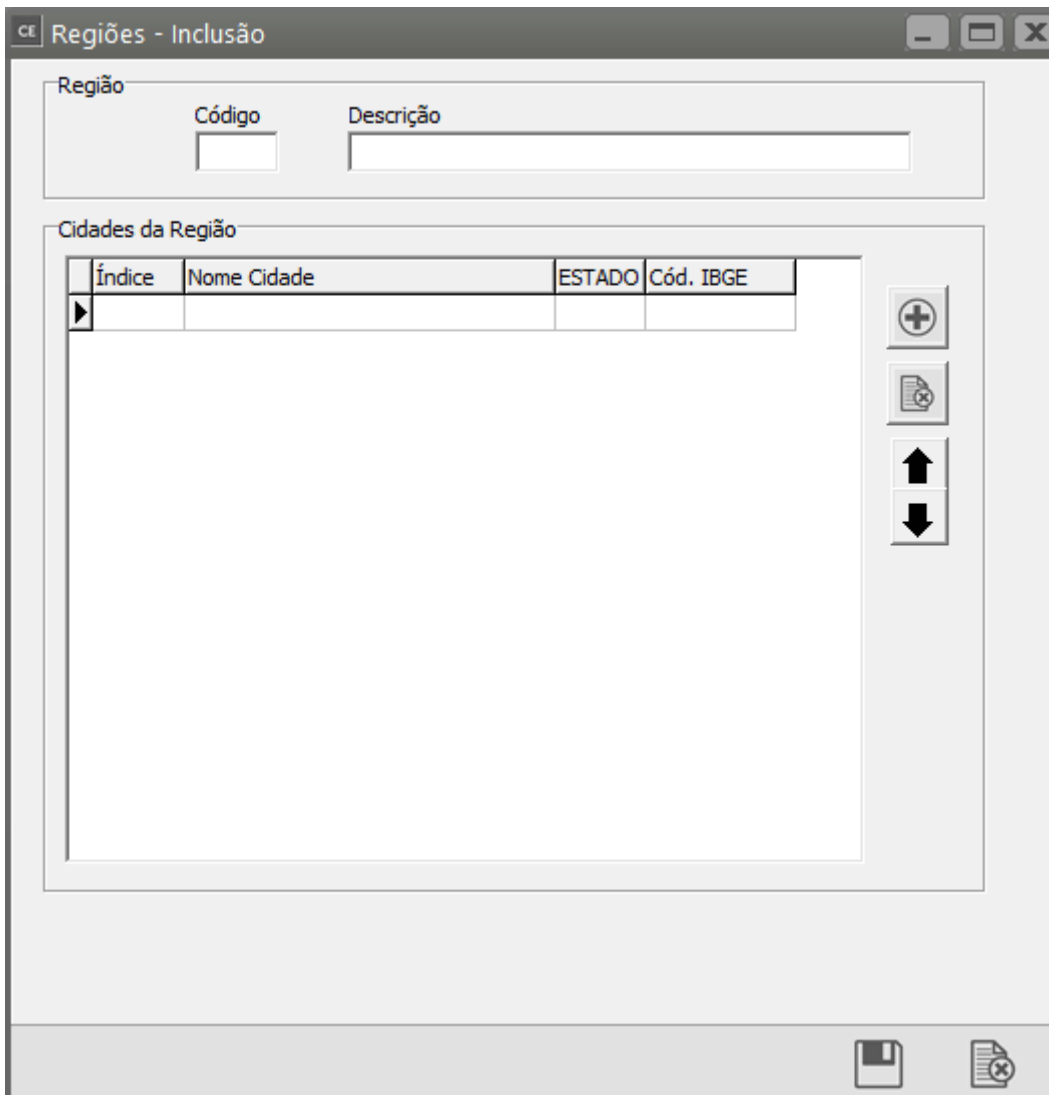 CE Regiões - Inclusão
Região
Código Descrição
Cidades da Região
Índice Nome Cidade ESTADO Cód. IBGE